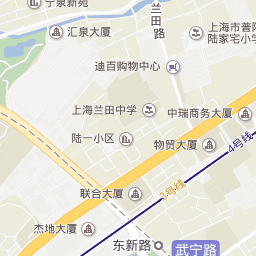 宁泉新苑
汇泉大厦
兰田路
上海市普陀
陆家宅小学
迪百购物中心
上海兰田中学
中瑞商务大厦
陆一小区
物贸大厦
4号线
联合大厦
3号线
杰地大厦
东新路
武宁路